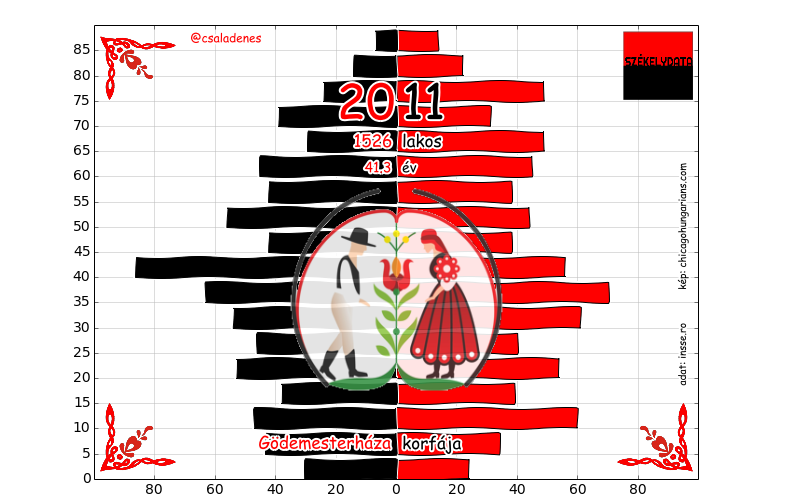 @csaladenes
SZÉKELYDATA
2011
1526 lakos
41,3 év
kép: chicagohungarians.com
adat: insse.ro
Gödemesterháza korfája
85
80
75
70
65
60
55
50
45
40
35
30
25
20
15
10
5
0
80 60 40 20 0 20 40 60 80